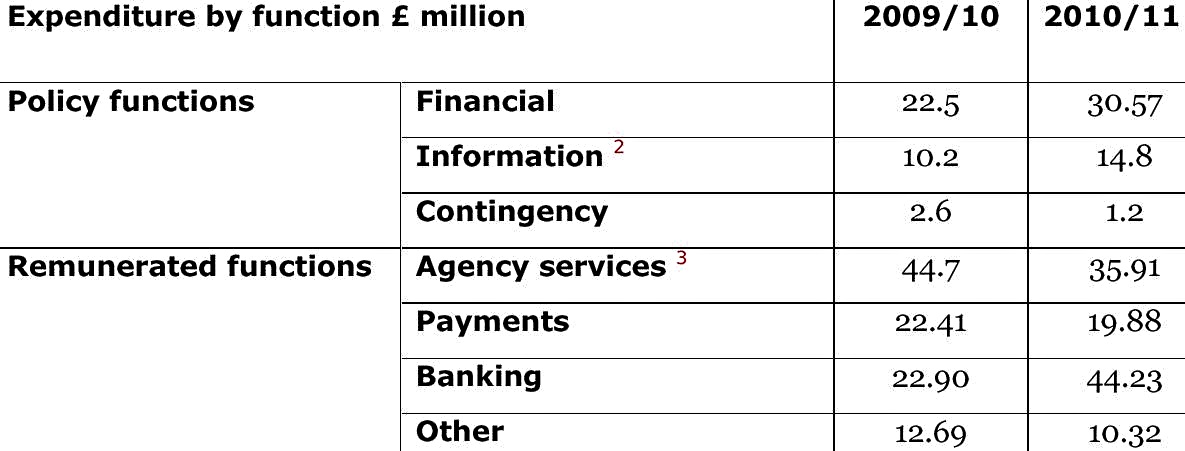 Expenditure by function £ million 2009/10 2010/11
Policy functions Financial 22.5 30.57
Information 2 10.2 14.8
Contingency 2.6 1.2
Remunerated functions Agency services 3 44.7 35.91
Payments 22.41 19.88
Banking 22.90 44.23
Other 12.69 10.32